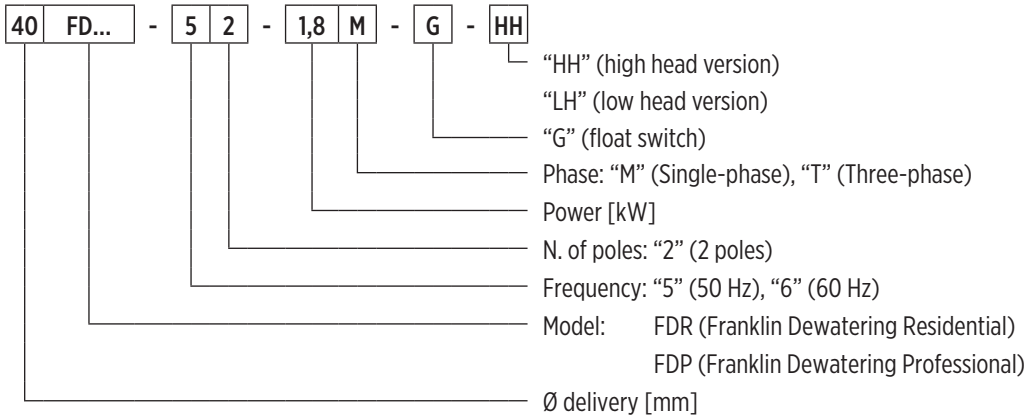 40 FD... - 5 2 - 1,8 M - G - HH
“HH” (high head version)
“LH” (low head version)
“G” (float switch)
Phase: “M” (Single-phase), “T” (Three-phase)
Power [kW]
N. of poles: “2” (2 poles)
Frequency: “5” (50 Hz), “6” (60 Hz)
Model: FDR (Franklin Dewatering Residential)
FDP (Franklin Dewatering Professional)
Ø delivery [mm]